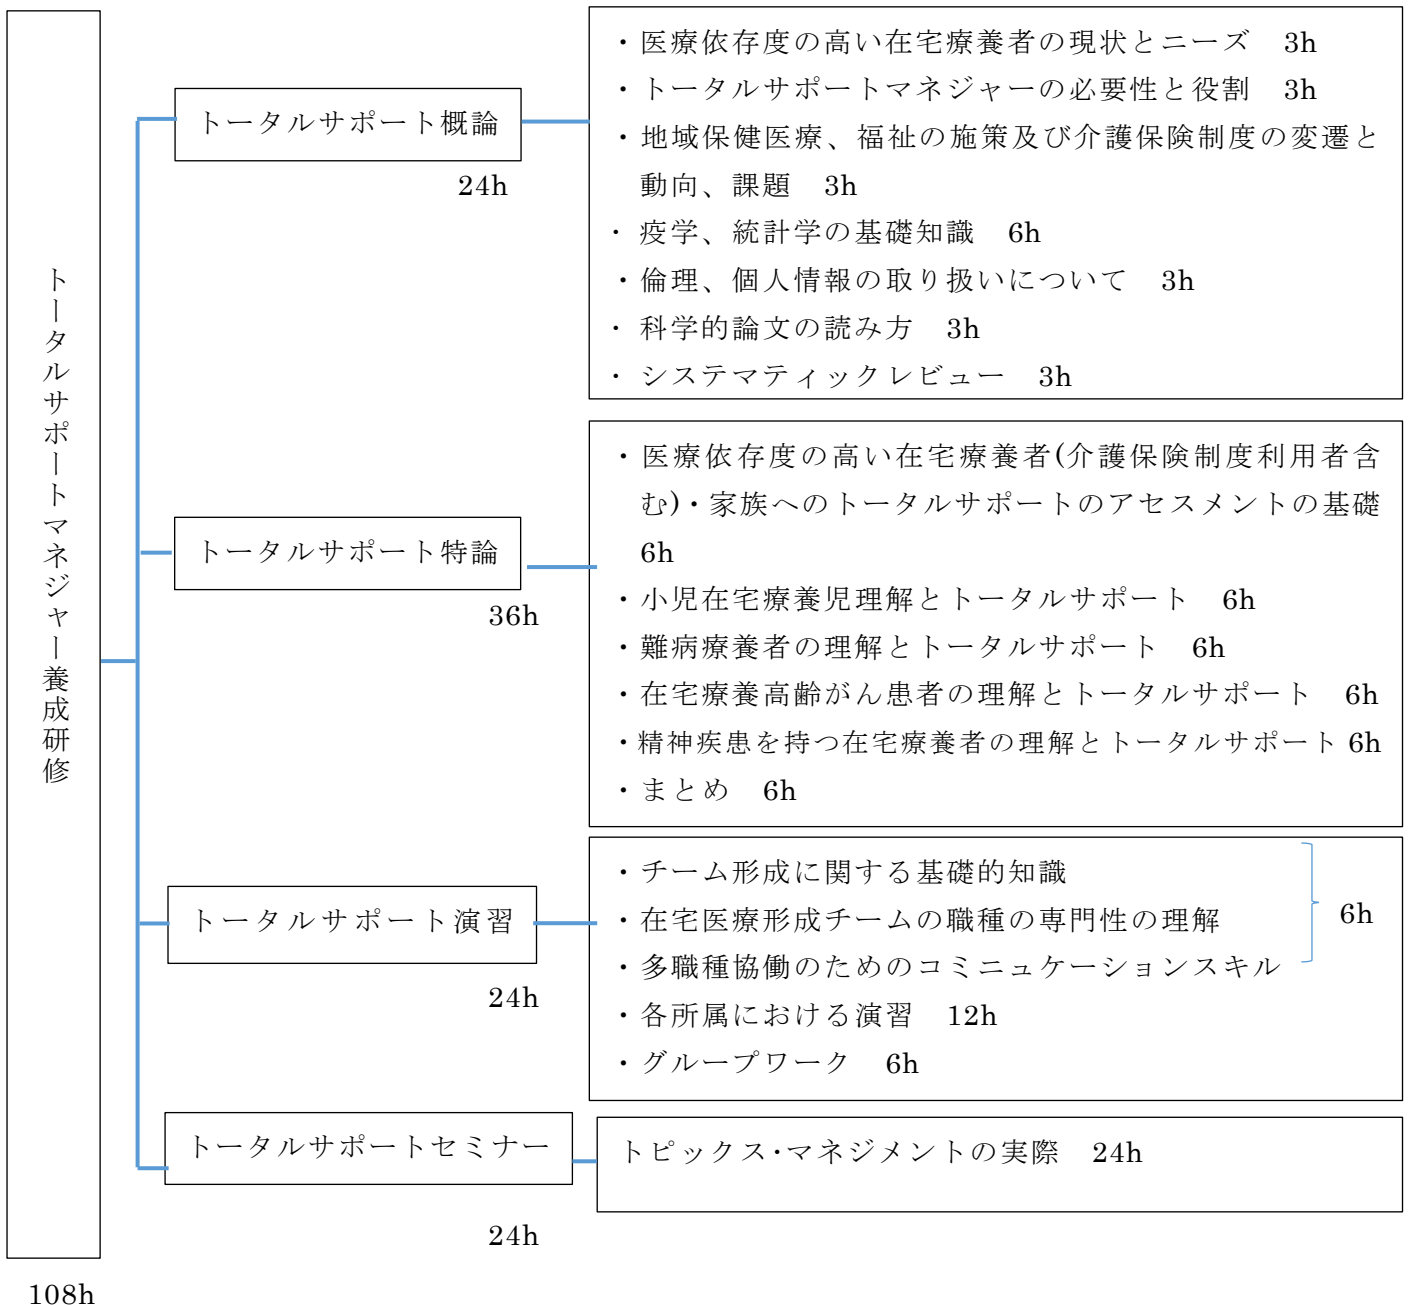 トータルサポートマネジャー養成研修
108h
トータルサポート概論
24h
・医療依存度の高い在宅療養者の現状とニーズ 3h
・トータルサポートマネジャーの必要性と役割 3h
・地域保健医療、福祉の施策及び介護保険制度の変遷と
動向、課題 3h
・疫学、統計学の基礎知識 6h
・倫理、個人情報の取り扱いについて 3h
・科学的論文の読み方 3h
・システマティックレビュー 3h
トータルサポート特論
36h
・医療依存度の高い在宅療養者(介護保険制度利用者含
む)・家族へのトータルサポートのアセスメントの基礎
6h
・小児在宅療養児理解とトータルサポート 6h
・難病療養者の理解とトータルサポート 6h
・在宅療養高齢がん患者の理解とトータルサポート 6h
・精神疾患を持つ在宅療養者の理解とトータルサポート 6h
・まとめ 6h
トータルサポート演習
24h
・チーム形成に関する基礎的知識
・在宅医療形成チームの職種の専門性の理解
・多職種協働のためのコミニュケーションスキル
6h
・各所属における演習 12h
・グループワーク 6h
トータルサポートセミナー
24h
トピックス・マネジメントの実際 24h